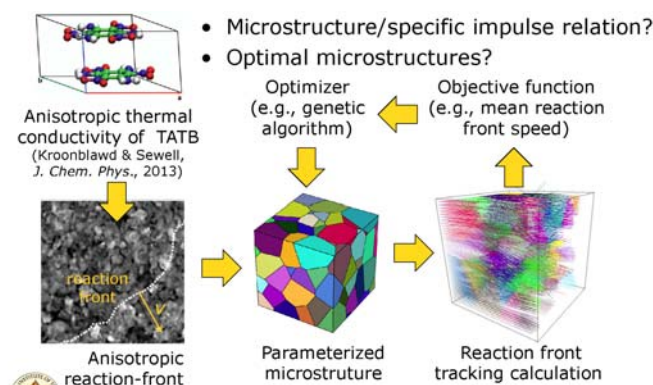 • Microstructure/specific impulse relation?
• Optimal microstructures?
b
a
Anisotropic thermal
conductivity of TATB
(Kroonblawd & Sewell,
J. Chem. Phys., 2013)
Optimizer
(e.g., genetic
algorithm)
Objective function
(e.g., mean reaction
front speed)
reaction
front
v
Anisotropic
reaction-front
Parameterized
microstruture
Reaction front
tracking calculation